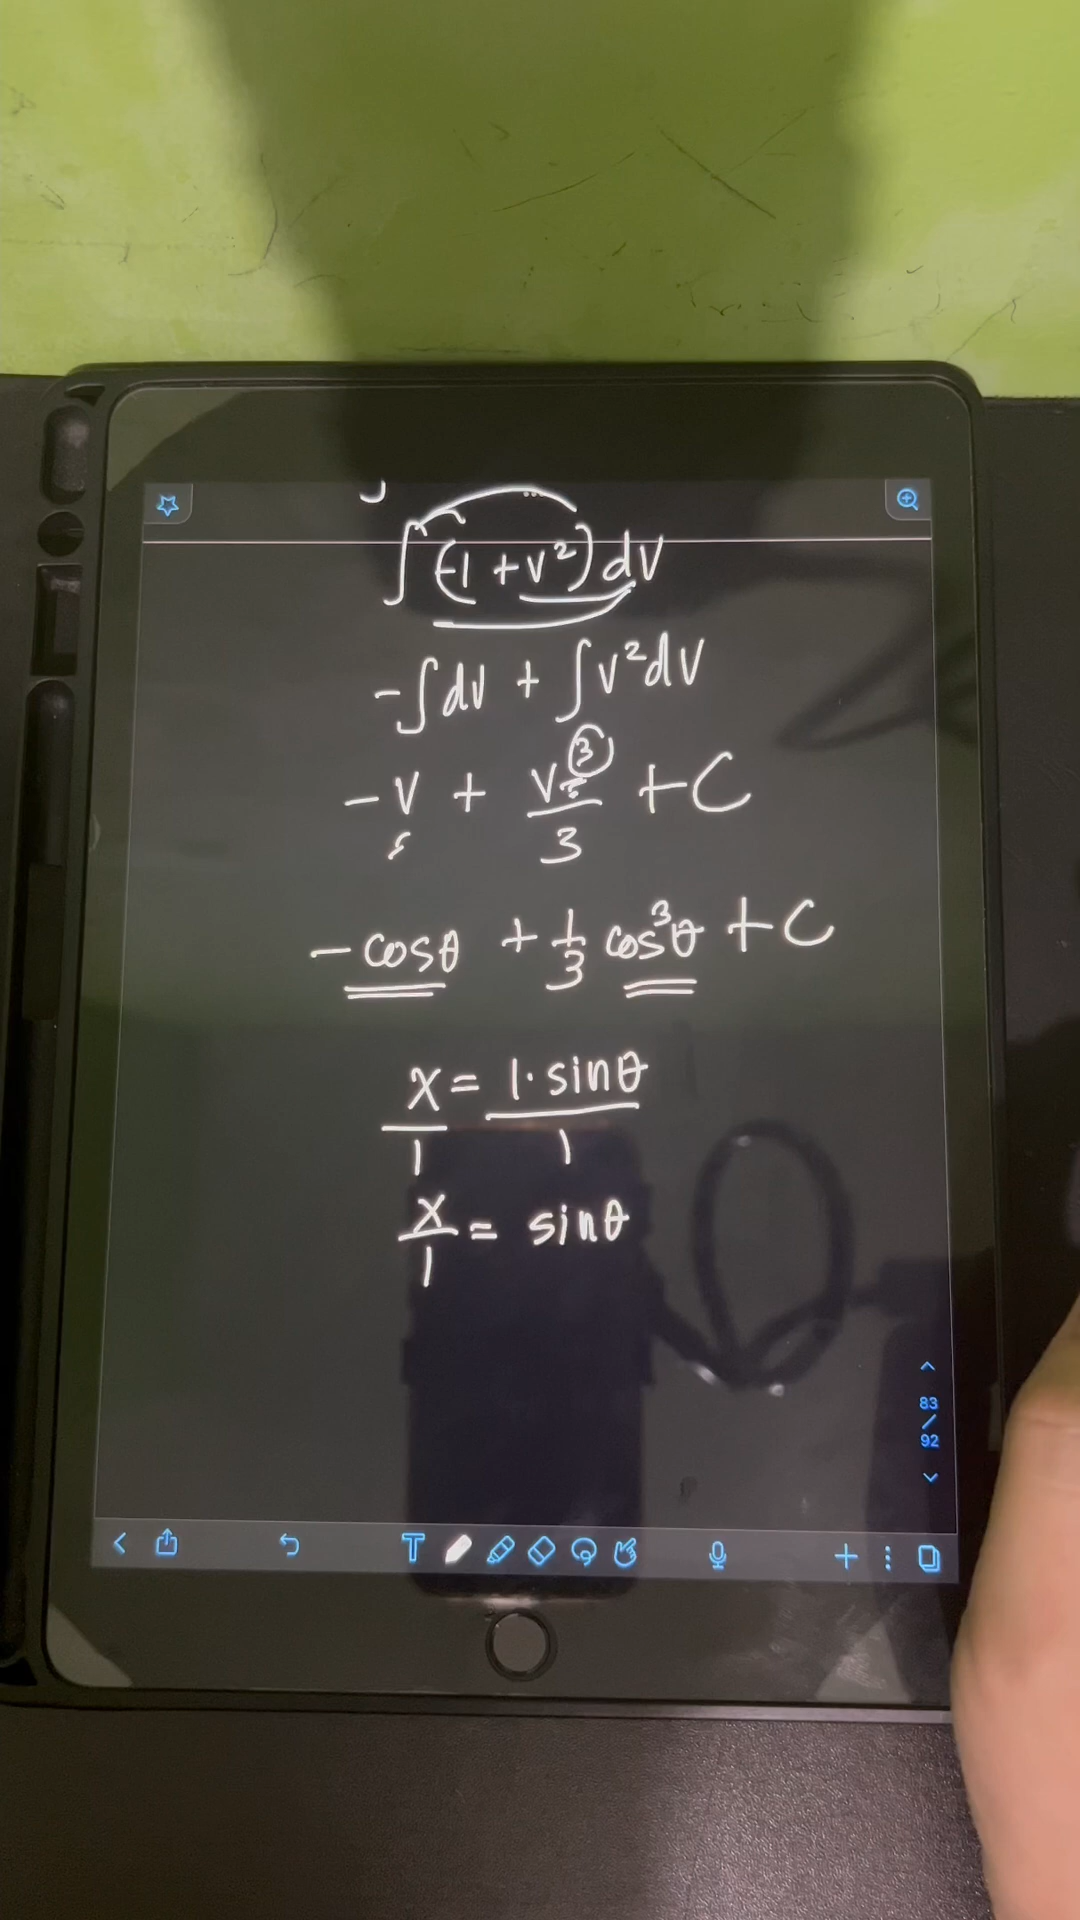 ∫(-1 + v²) dv
-∫dv + ∫v²dv
-v + v³/3 + C
-cosθ + 1/3 cos³θ + C
x/1 = 1·sinθ/1
x/1 = sinθ
83
/
92
T